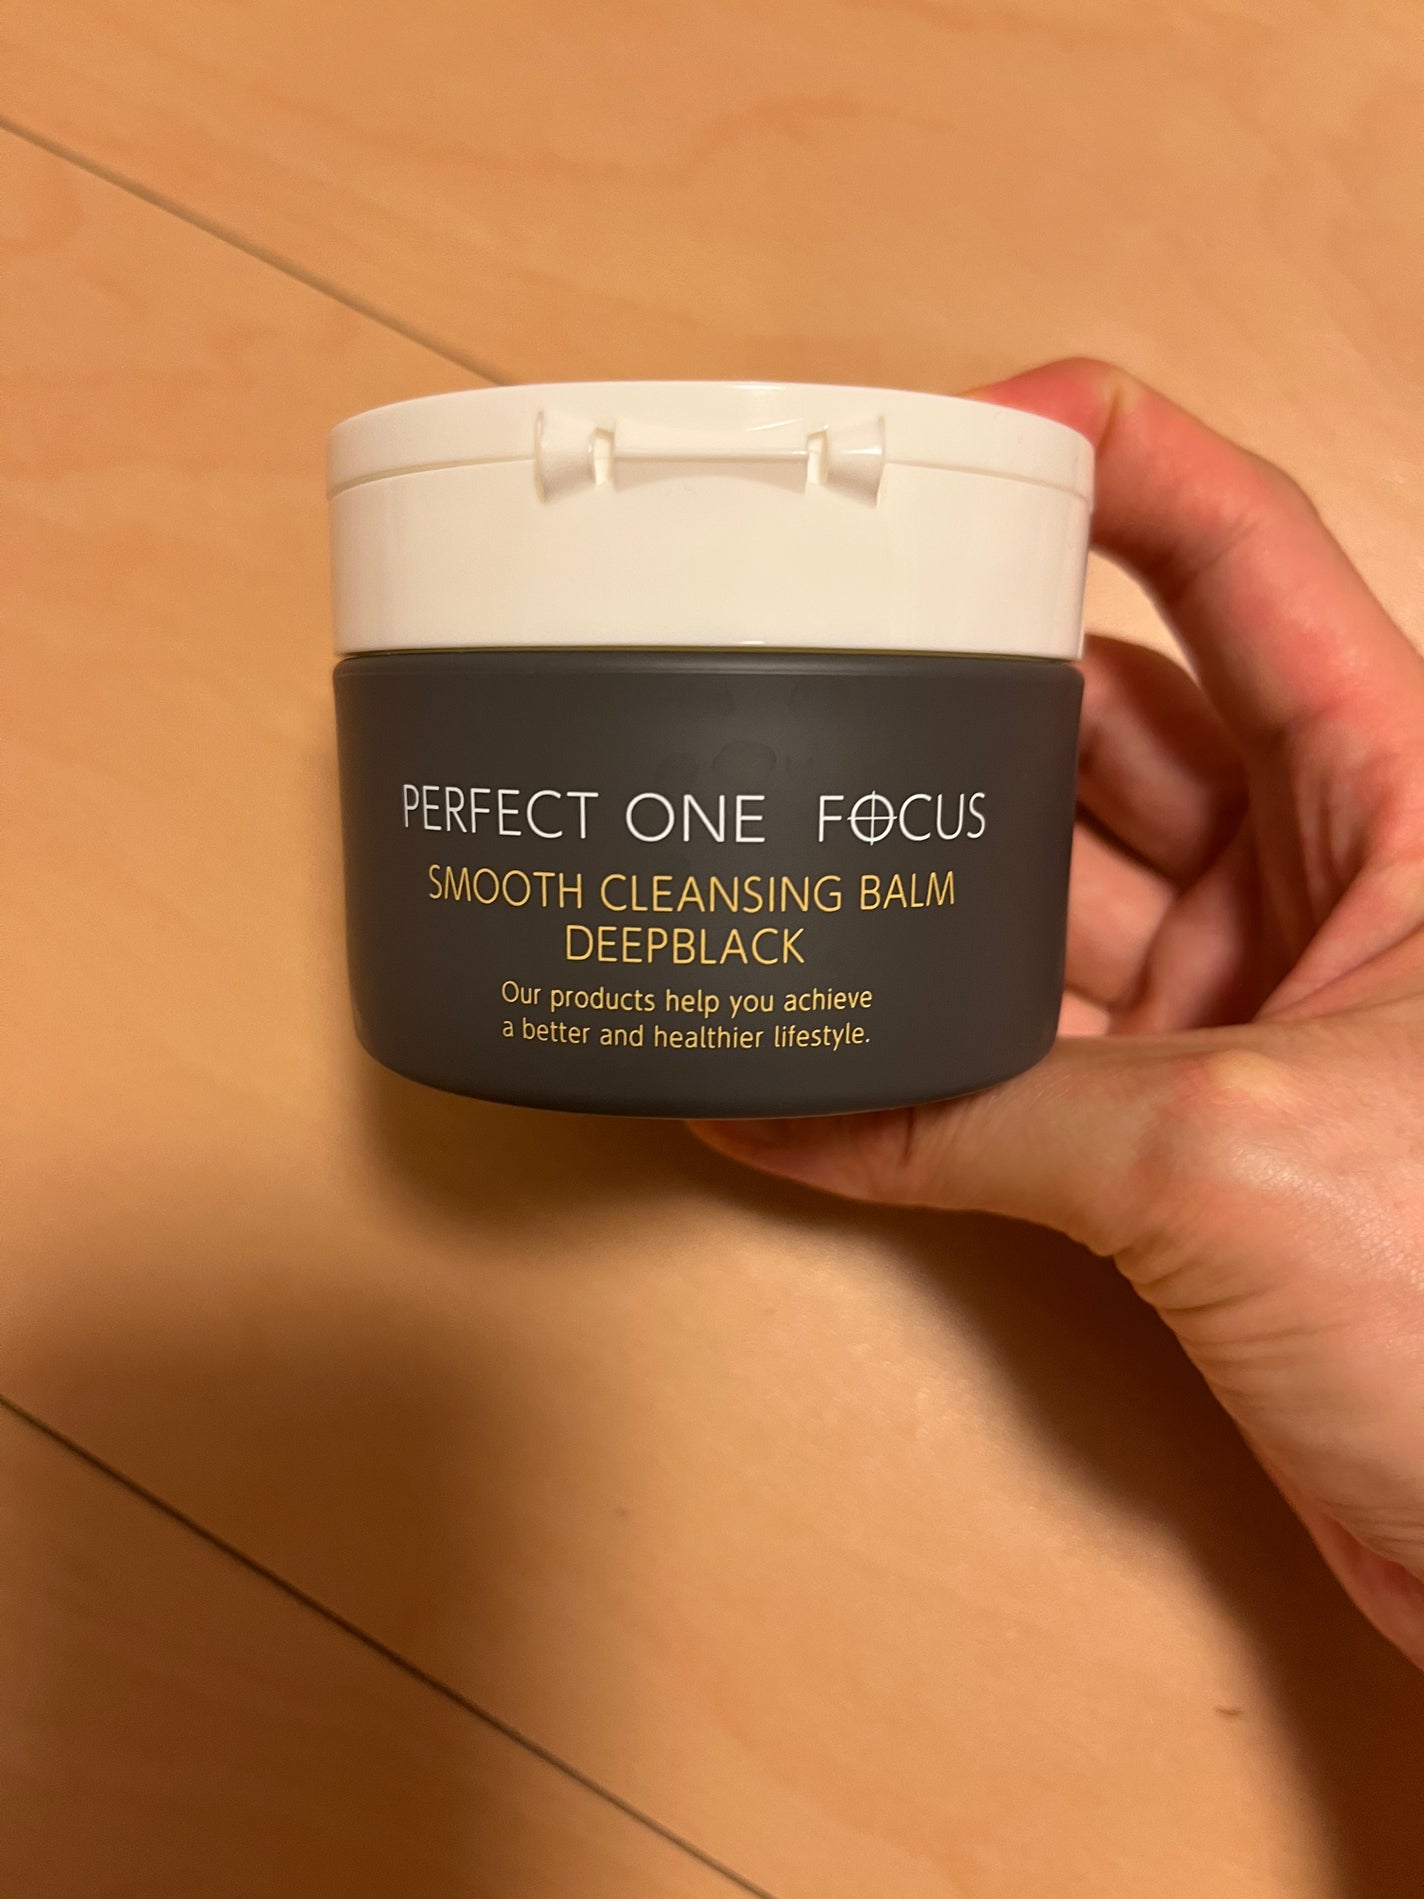 PERFECT ONE FOCUS
SMOOTH CLEANSING BALM
DEEPBLACK
Our products help you achieve
a better and healthier lifestyle.